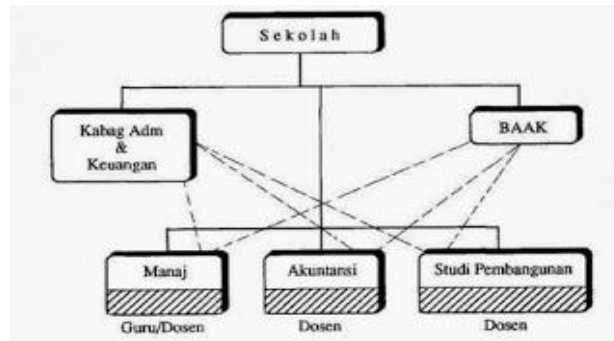 Sekolah
Kabag Adm
&
Keuangan
BAAK
Manaj
Akuntansi
Studi Pembangunan
Guru/Dosen
Dosen
Dosen